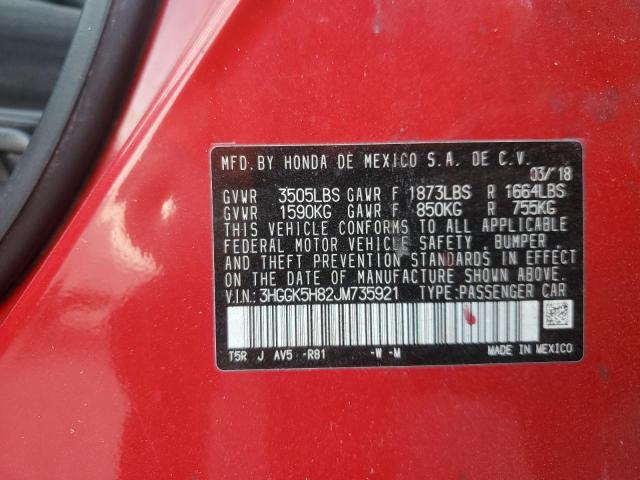 MFD. BY HONDA DE MEXICO S.A. DE C.V.
03/18
GVWR 3505LBS GAWR F 1873LBS R 1664LBS
GVWR 1590KG GAWR F 850KG R 755KG
THIS VEHICLE CONFORMS TO ALL APPLICABLE
FEDERAL MOTOR VEHICLE SAFETY, BUMPER,
AND THEFT PREVENTION STANDARDS IN EFFECT
ON THE DATE OF MANUFACTURE SHOWN ABOVE.
V.I.N.: 3HGGK5H82JM735921 TYPE: PASSENGER CAR
T5R J AV5 -R81 -W -M MADE IN MEXICO